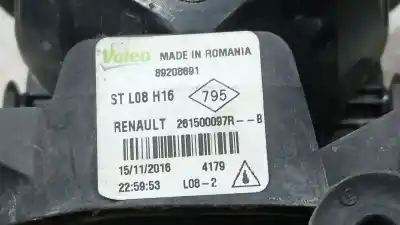 Valeo MADE IN ROMANIA
89208691
ST L08 H16 795
RENAULT 261500097R--B
15/11/2016 4179
22:59:53 L08-2